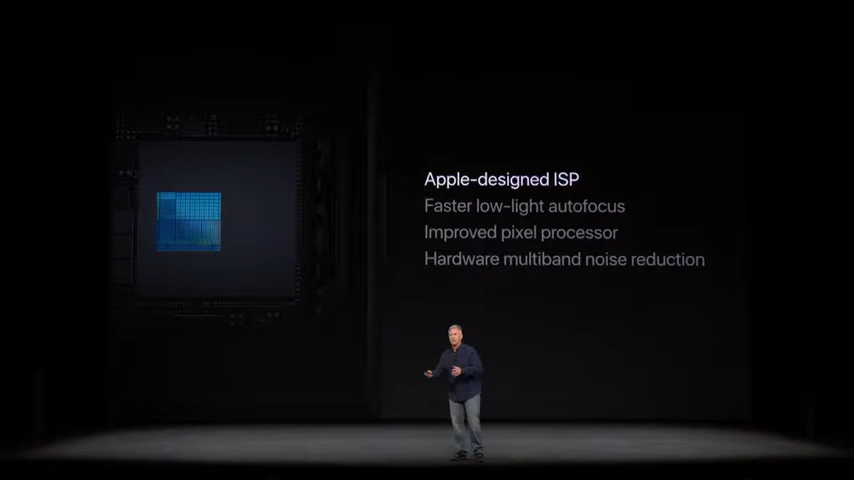 Apple-designed ISP
Faster low-light autofocus
Improved pixel processor
Hardware multiband noise reduction